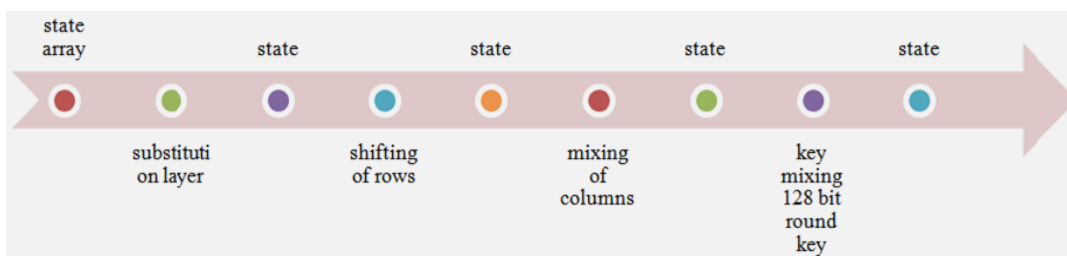 state
array
substituti
on layer
state
shifting
of rows
state
mixing
of
columns
state
key
mixing
128 bit
round
key
state